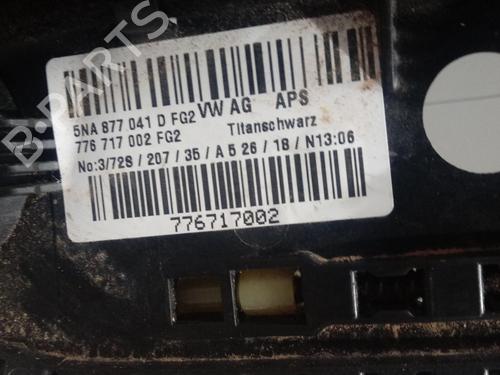 5NA 877 041 D FG2 VW AG APS
776 717 002 FG2 Titanschwarz
No:3/728 / 207 / 35 / A 5 26 / 18 / N13:06
776717002
B-PARTS